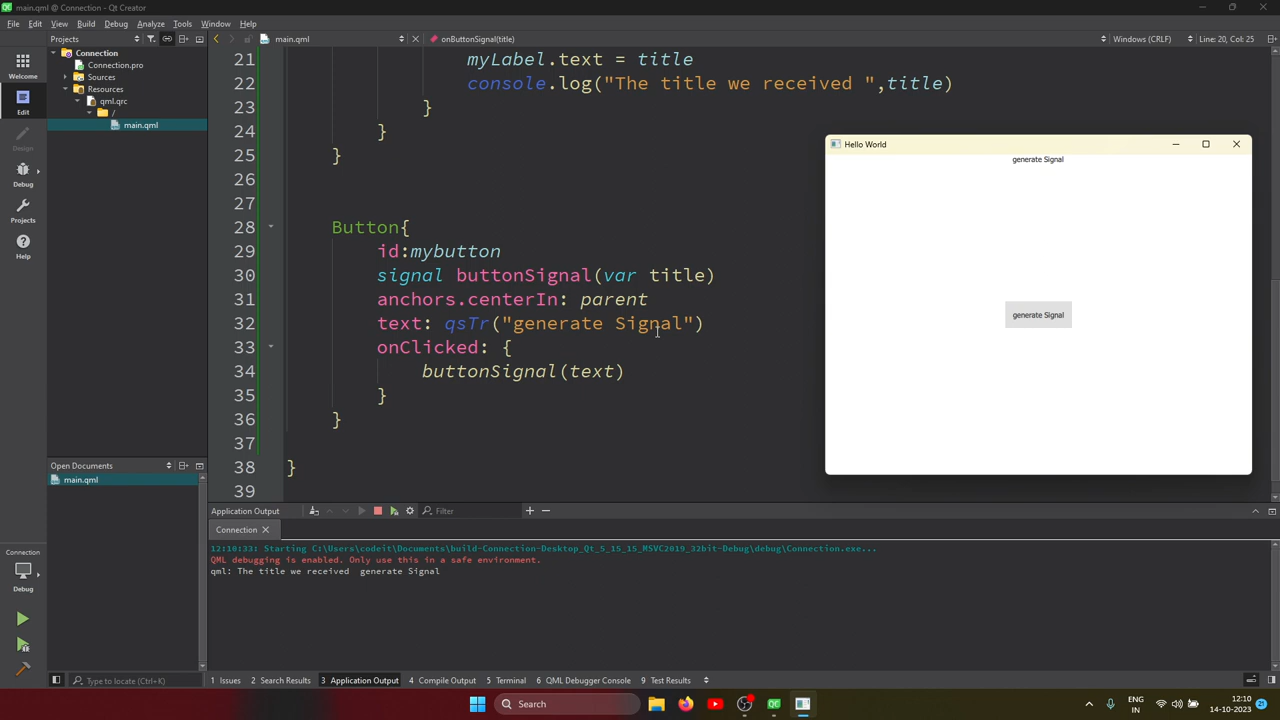 main.qml @ Connection - Qt Creator
File Edit View Build Debug Analyze Tools Window Help
Projects
main.qml
onButtonSignal(title)
Windows (CRLF)
Line: 20, Col: 25
Welcome
Edit
Design
Debug
Projects
Help
Connection
Connection.pro
Sources
Resources
qml.qrc
/
main.qml
21 myLabel.text = title
22 console.log("The title we received ",title)
23 }
24 }
25 }
26
27
28 Button{
29 id:mybutton
30 signal buttonSignal(var title)
31 anchors.centerIn: parent
32 text: qsTr("generate Signal")
33 onClicked: {
34 buttonSignal(text)
35 }
36 }
37
38 }
39
Hello World
generate Signal
generate Signal
Open Documents
main.qml
Connection
Debug
Application Output
Filter
Connection
12:10:33: Starting C:\Users\codeit\Documents\build-Connection-Desktop_Qt_5_15_15_MSVC2019_32bit-Debug\debug\Connection.exe...
QML debugging is enabled. Only use this in a safe environment.
qml: The title we received  generate Signal
Type to locate (Ctrl+K)
1 Issues 2 Search Results 3 Application Output 4 Compile Output 5 Terminal 6 QML Debugger Console 9 Test Results
Search
ENG
IN
12:10
14-10-2023
21